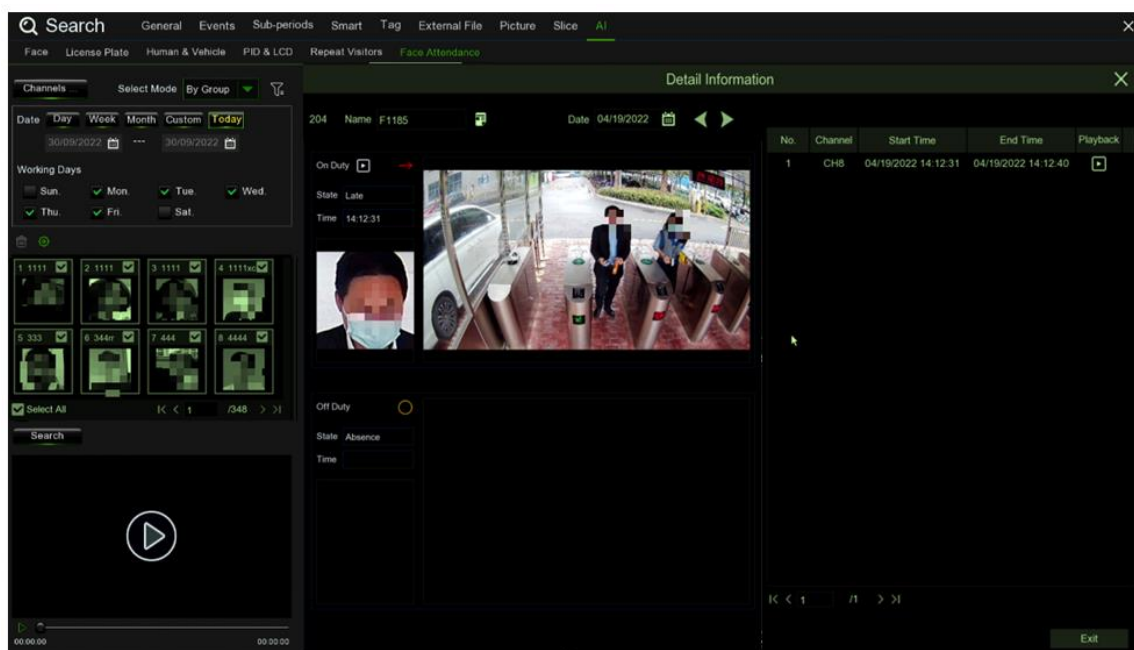 Search General Events Sub-periods Smart Tag External File Picture Slice AI
Face License Plate Human & Vehicle PID & LCD Repeat Visitors Face Attendance
Detail Information
Channels ... Select Mode By Group
Date Day Week Month Custom Today
30/09/2022 --- 30/09/2022
Working Days
Sun. Mon. Tue. Wed.
Thu. Fri. Sat.
1 1111 2 1111 3 1111 4 1111xc
5 333 6 344rr 7 444 8 4444
Select All 1 /348
Search
00:00:00 00:00:00
204 Name F1185 Date 04/19/2022
On Duty
State Late
Time 14:12:31
Off Duty
State Absence
Time
No. Channel Start Time End Time Playback
1 CH8 04/19/2022 14:12:31 04/19/2022 14:12:40
1 /1
Exit